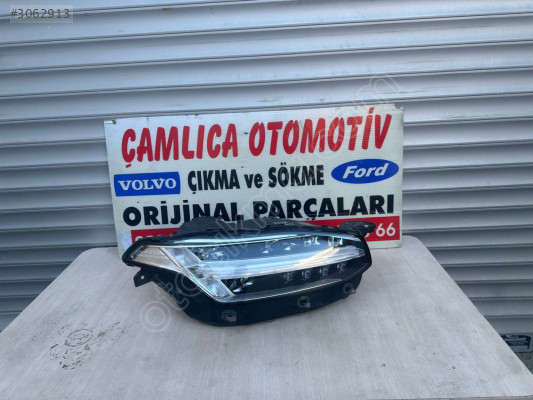 #3062913
ÇAMLICA OTOMOTİV
VOLVO ÇIKMA ve SÖKME Ford
ORİJİNAL PARÇALARI
66